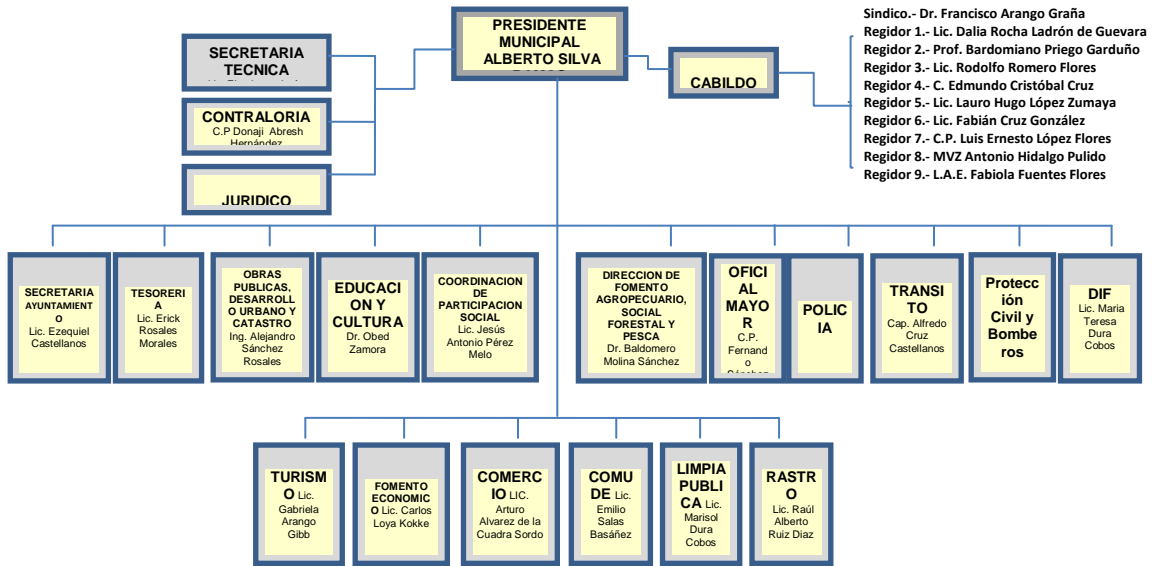 PRESIDENTE
MUNICIPAL
ALBERTO SILVA
SECRETARIA
TECNICA
CONTRALORIA
C.P Donaji Abresh
Hernández
JURIDICO
CABILDO
Sindico.- Dr. Francisco Arango Graña
Regidor 1.- Lic. Dalia Rocha Ladrón de Guevara
Regidor 2.- Prof. Bardomiano Priego Garduño
Regidor 3.- Lic. Rodolfo Romero Flores
Regidor 4.- C. Edmundo Cristóbal Cruz
Regidor 5.- Lic. Lauro Hugo López Zumaya
Regidor 6.- Lic. Fabián Cruz González
Regidor 7.- C.P. Luis Ernesto López Flores
Regidor 8.- MVZ Antonio Hidalgo Pulido
Regidor 9.- L.A.E. Fabiola Fuentes Flores
SECRETARIA
AYUNTAMIENT
O
Lic. Ezequiel
Castellanos
TESORERI
A
Lic. Erick
Rosales
Morales
OBRAS
PUBLICAS,
DESARROLL
O URBANO Y
CATASTRO
Ing. Alejandro
Sánchez
Rosales
EDUCACI
ON Y
CULTURA
Dr. Obed
Zamora
COORDINACION
DE
PARTICIPACION
SOCIAL
Lic. Jesús
Antonio Pérez
Melo
DIRECCION DE
FOMENTO
AGROPECUARIO,
SOCIAL
FORESTAL Y
PESCA
Dr. Baldomero
Molina Sánchez
OFICI
AL
MAYO
R
C.P.
Fernand
o
Sánchez
POLIC
IA
TRANSI
TO
Cap. Alfredo
Cruz
Castellanos
Protec
ción
Civil y
Bombe
ros
DIF
Lic. Maria
Teresa
Dura
Cobos
TURISM
O Lic.
Gabriela
Arango
Gibb
FOMENTO
ECONOMIC
O Lic. Carlos
Loya Kokke
COMERC
IO LIC.
Arturo
Alvarez de la
Cuadra Sordo
COMU
DE Lic.
Emilio
Salas
Basáñez
LIMPIA
PUBLI
CA Lic.
Marisol
Dura
Cobos
RASTR
O
Lic. Raúl
Alberto
Ruiz Diaz